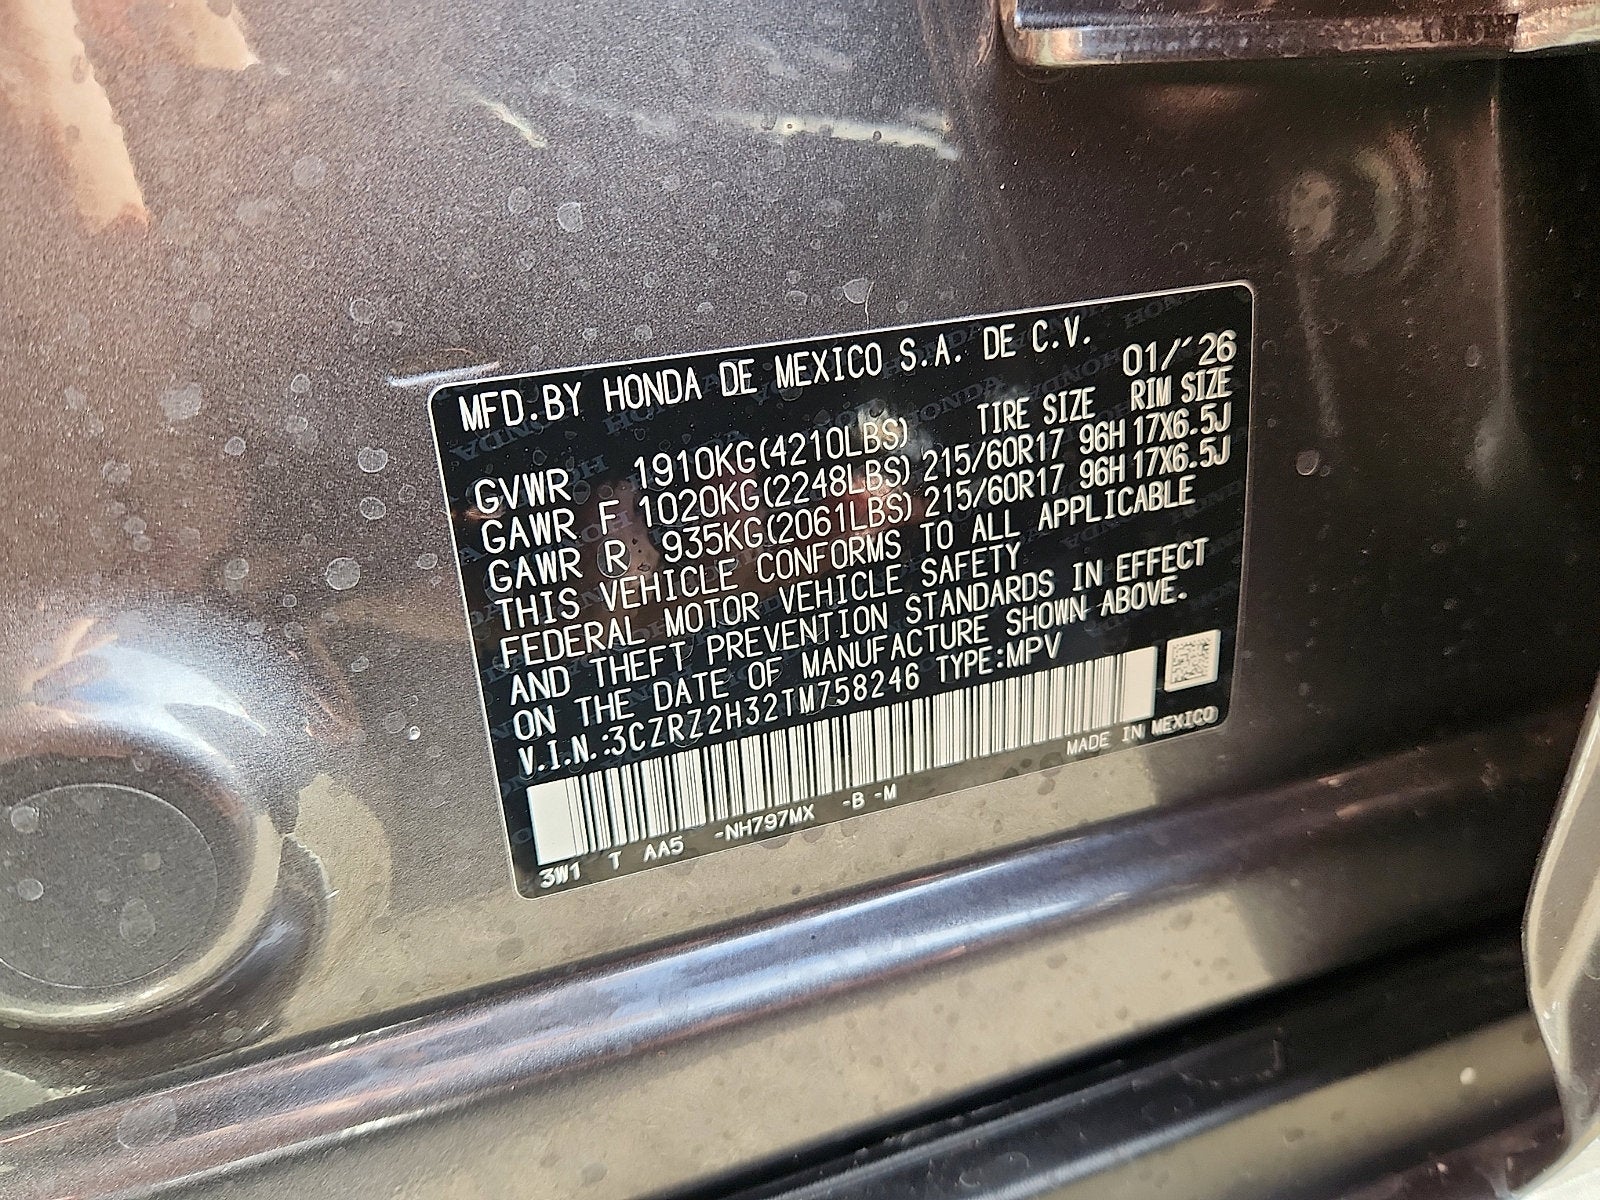 MFD.BY HONDA DE MEXICO S.A. DE C.V. 01/'26
TIRE SIZE RIM SIZE
GVWR 1910KG(4210LBS)
GAWR F 1020KG(2248LBS) 215/60R17 96H 17X6.5J
GAWR R 935KG(2061LBS) 215/60R17 96H 17X6.5J
THIS VEHICLE CONFORMS TO ALL APPLICABLE
FEDERAL MOTOR VEHICLE SAFETY
AND THEFT PREVENTION STANDARDS IN EFFECT
ON THE DATE OF MANUFACTURE SHOWN ABOVE.
V.I.N.:3CZRZ2H32TM758246 TYPE:MPV
MADE IN MEXICO
3W1 T AA5 -NH797MX -B -M